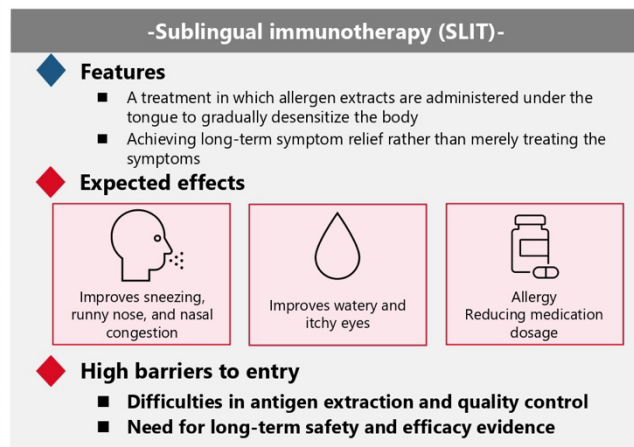 -Sublingual immunotherapy (SLIT)-
Features
■ A treatment in which allergen extracts are administered under the
tongue to gradually desensitize the body
■ Achieving long-term symptom relief rather than merely treating the
symptoms
Expected effects
Improves sneezing,
runny nose, and nasal
congestion
Improves watery and
itchy eyes
Allergy
Reducing medication
dosage
High barriers to entry
■ Difficulties in antigen extraction and quality control
■ Need for long-term safety and efficacy evidence